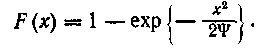 F (x) = 1 − exp {− x²/2Ψ}.